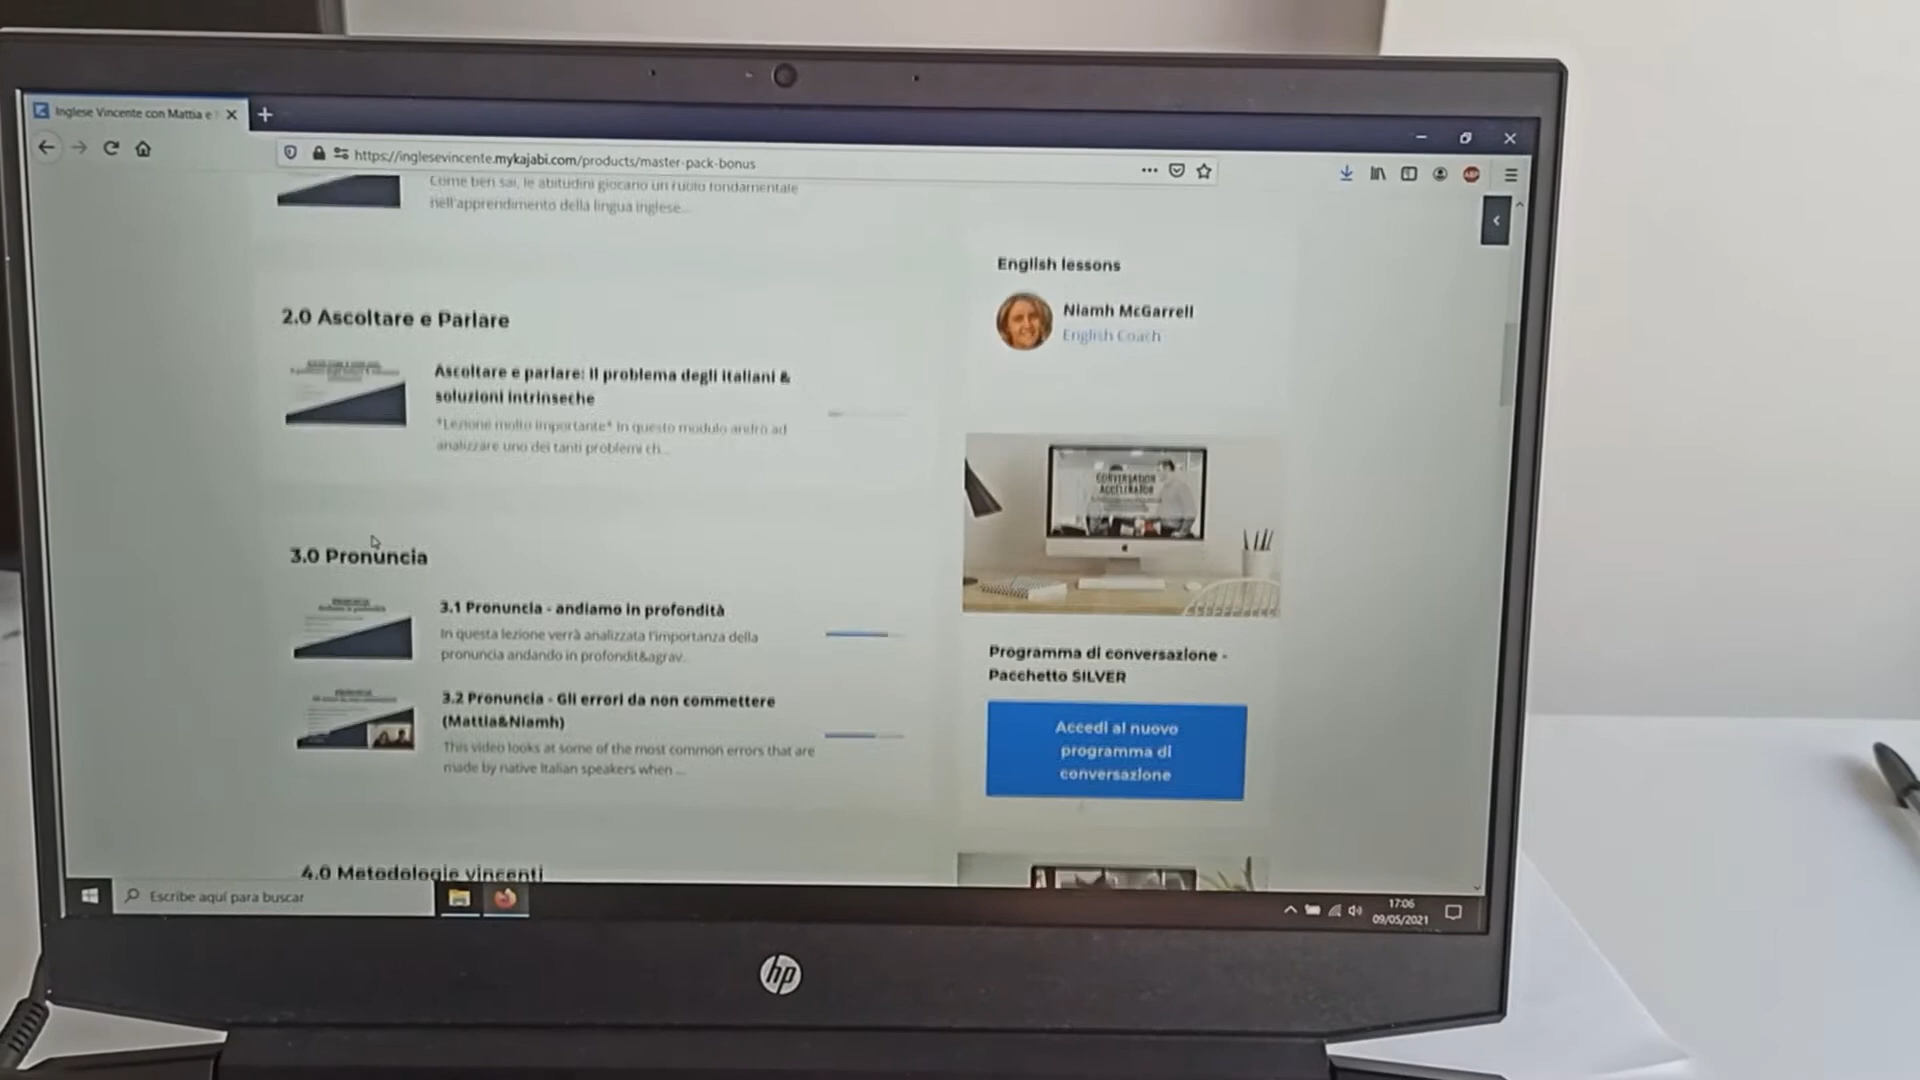 Inglese Vincente con Mattia e
https://inglesevincente.mykajabi.com/products/master-pack-bonus
ABP
Come ben sai, le abitudini giocano un ruolo fondamentale
nell'apprendimento della lingua inglese...
2.0 Ascoltare e Parlare
Ascoltare e parlare: Il problema degli italiani &
soluzioni intrinseche
*Lezione molto importante* In questo modulo andrò ad
analizzare uno dei tanti problemi ch...
3.0 Pronuncia
3.1 Pronuncia - andiamo in profondità
In questa lezione verrà analizzata l'importanza della
pronuncia andando in profondit&agrav...
3.2 Pronuncia - Gli errori da non commettere
(Mattia&Niamh)
This video looks at some of the most common errors that are
made by native Italian speakers when ...
4.0 Metodologie vincenti
English lessons
Niamh McGarrell
English Coach
CONVERSATION
ACCELERATOR
Programma di conversazione -
Pacchetto SILVER
Accedi al nuovo
programma di
conversazione
Escribe aquí para buscar
17:06
09/05/2021
hp